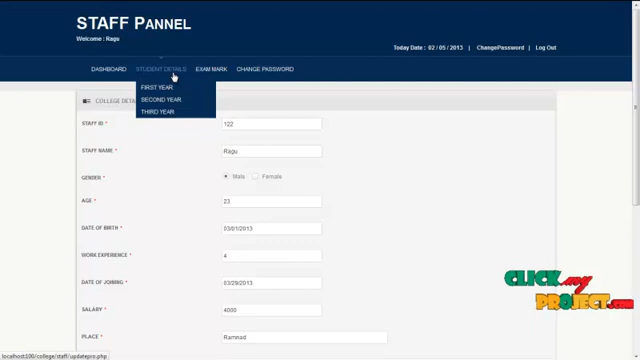 STAFF PANNEL
Welcome : Ragu
Today Date : 02 / 05 / 2013 | ChangePassword | Log Out
DASHBOARD STUDENT DETAILS EXAM MARK CHANGE PASSWORD
FIRST YEAR
SECOND YEAR
THIRD YEAR
COLLEGE DETA
STAFF ID * 122
STAFF NAME * Ragu
GENDER * Male Female
AGE * 23
DATE OF BIRTH * 03/01/2013
WORK EXPERIENCE * 4
DATE OF JOINING * 03/29/2013
SALARY * 4000
PLACE * Ramnad
CLICK my
PROJECT.com
localhost:100/college/staff/updatepro.php